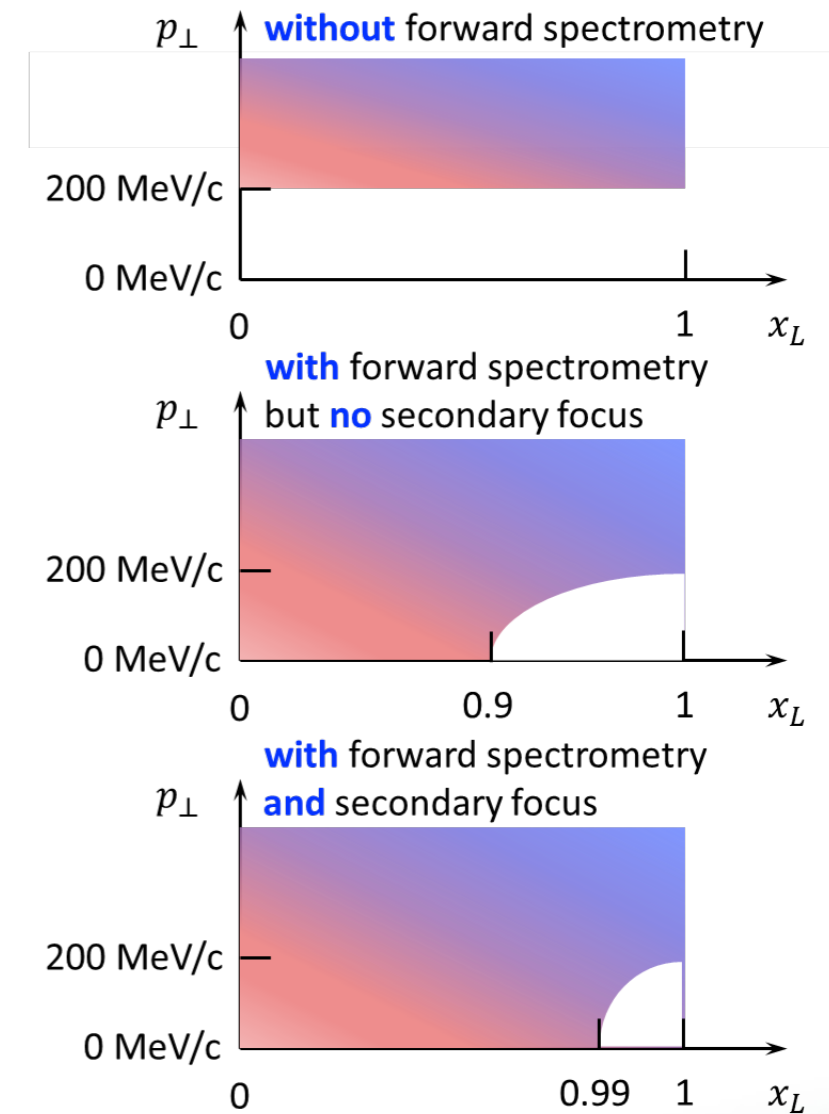 p⊥ without forward spectrometry
200 MeV/c
0 MeV/c
0 1 x_L
with forward spectrometry
p⊥ but no secondary focus
200 MeV/c
0 MeV/c
0 0.9 1 x_L
with forward spectrometry
p⊥ and secondary focus
200 MeV/c
0 MeV/c
0 0.99 1 x_L